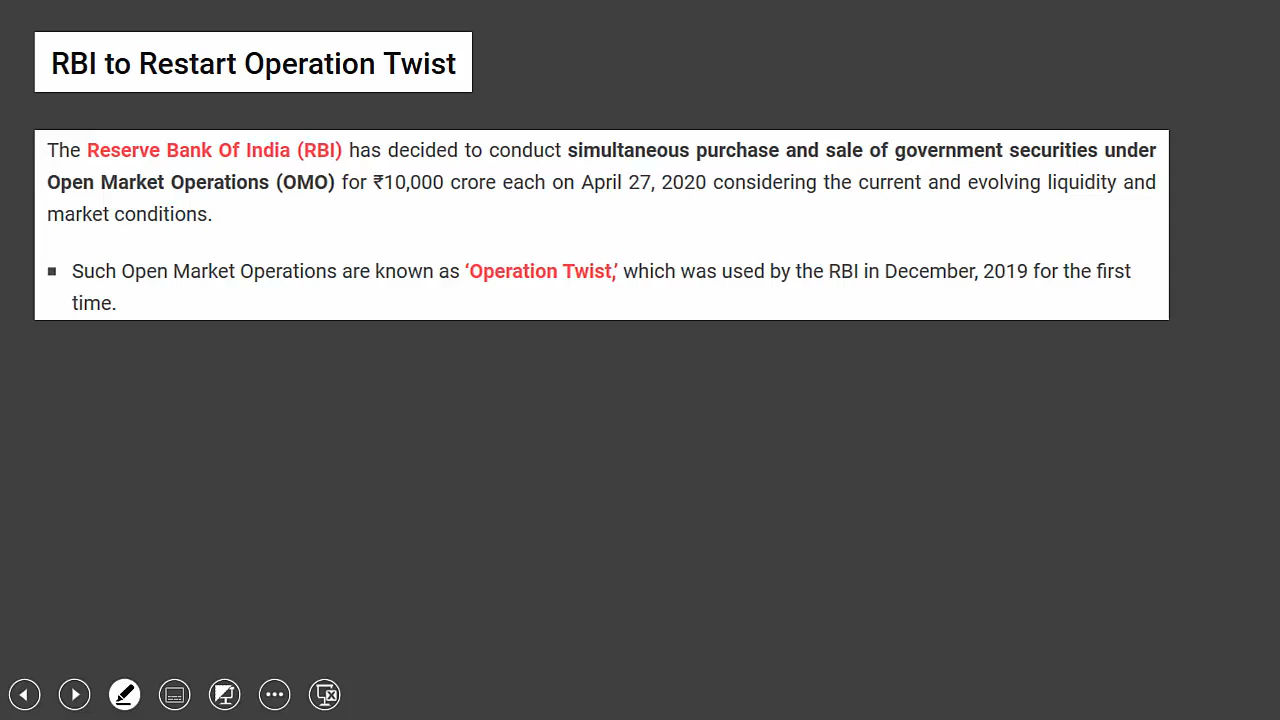 RBI to Restart Operation Twist
The Reserve Bank Of India (RBI) has decided to conduct simultaneous purchase and sale of government securities under
Open Market Operations (OMO) for ₹10,000 crore each on April 27, 2020 considering the current and evolving liquidity and
market conditions.
▪ Such Open Market Operations are known as ‘Operation Twist,’ which was used by the RBI in December, 2019 for the first
time.